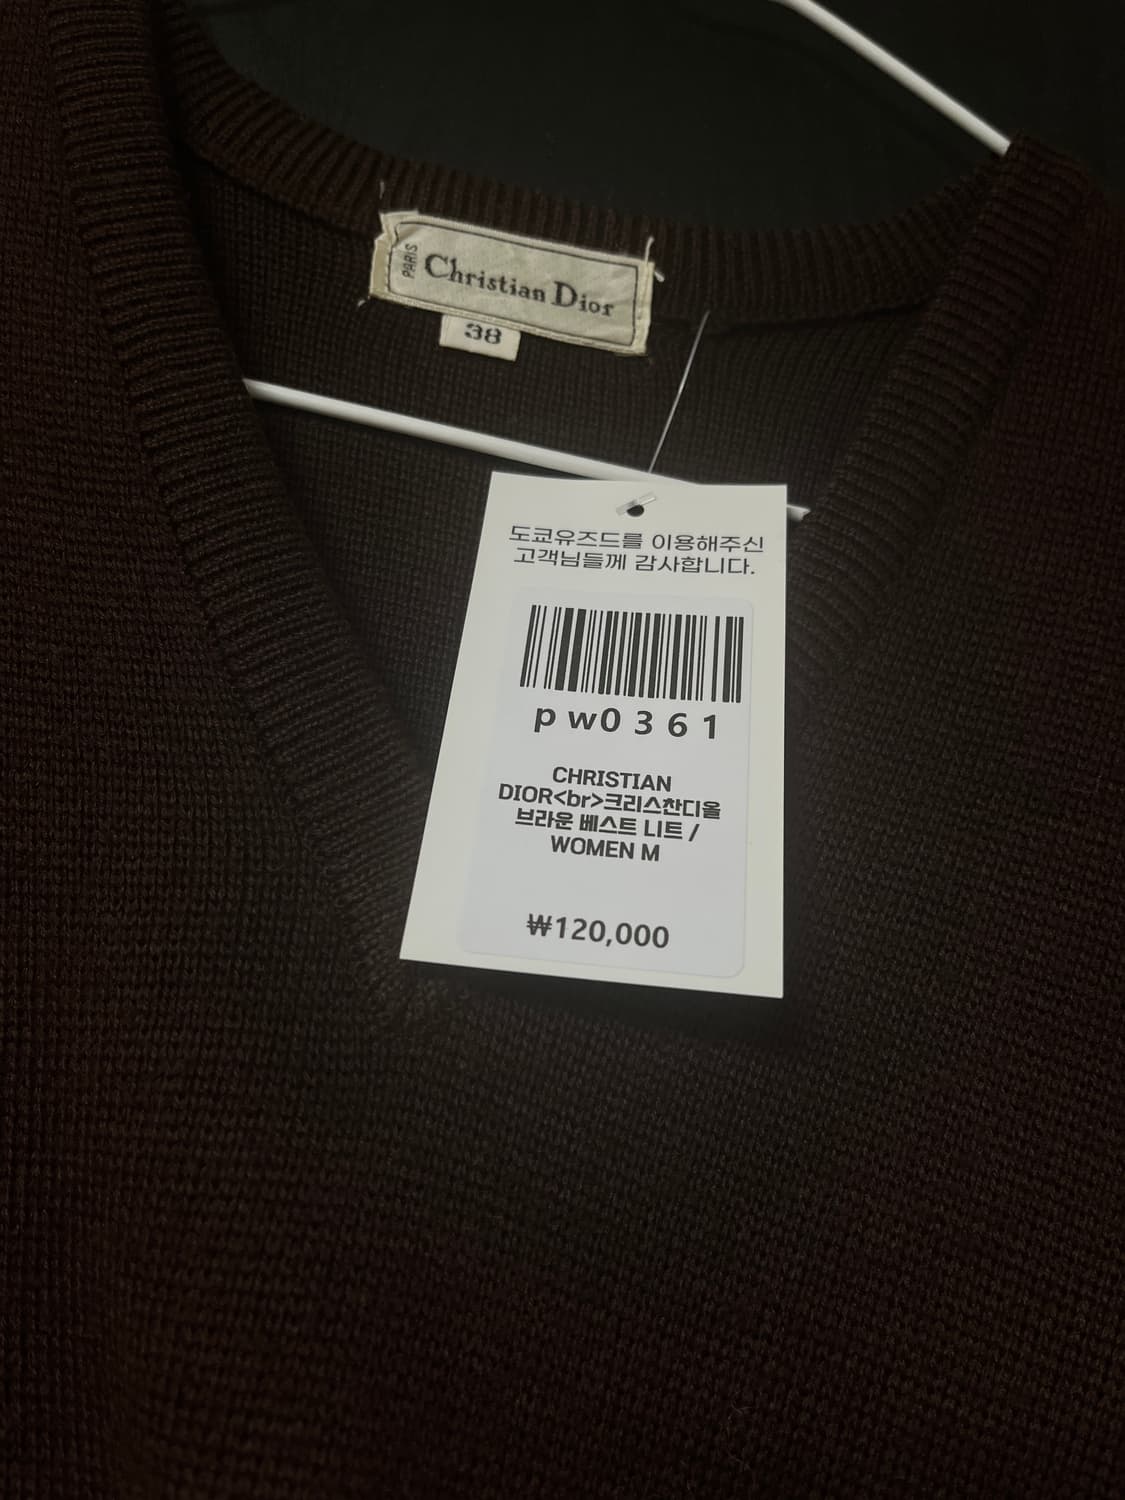 PARIS
Christian Dior
38
도쿄유즈드를 이용해주신
고객님들께 감사합니다.
pw0361
CHRISTIAN
DIOR<br>크리스찬디올
브라운 베스트 니트 /
WOMEN M
₩120,000